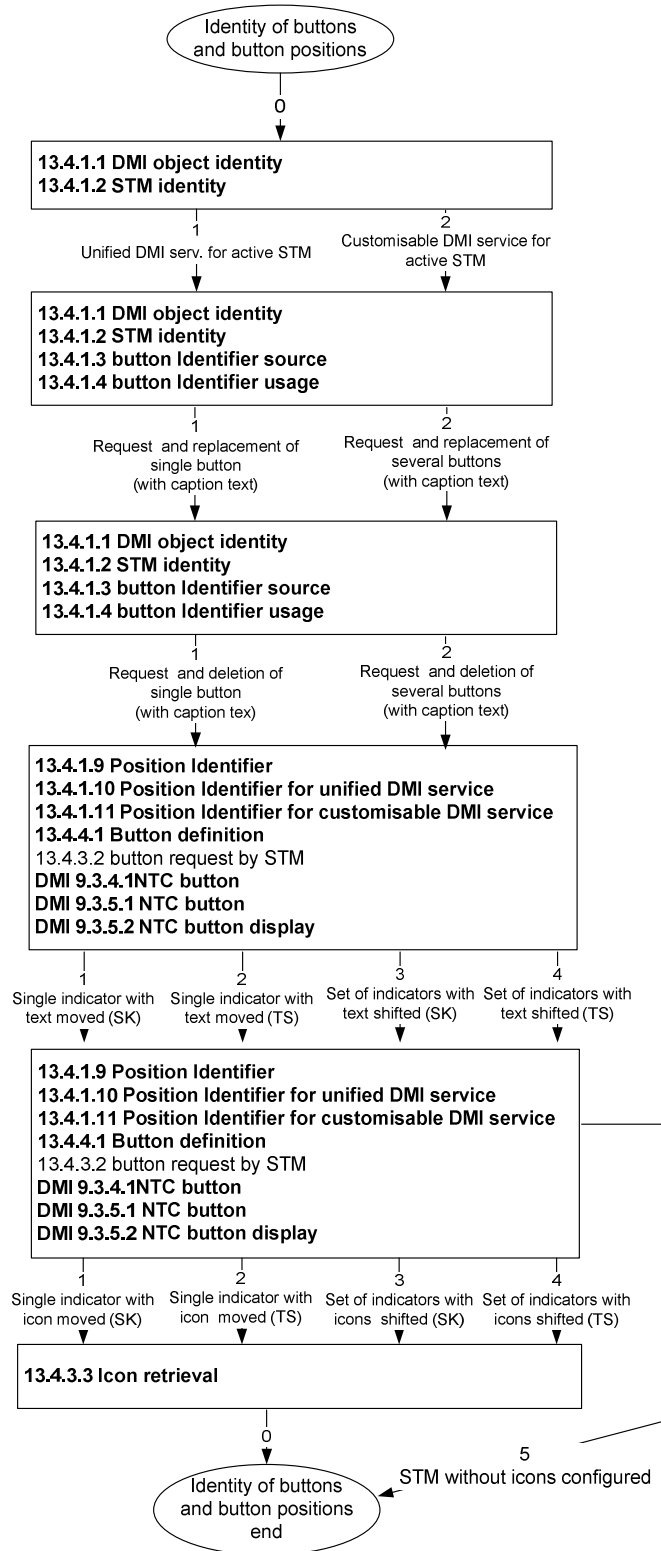 Identity of buttons
and button positions
0
13.4.1.1 DMI object identity
13.4.1.2 STM identity
1
Unified DMI serv. for active STM
2
Customisable DMI service for
active STM
13.4.1.1 DMI object identity
13.4.1.2 STM identity
13.4.1.3 button Identifier source
13.4.1.4 button Identifier usage
1
Request and replacement of
single button
(with caption text)
2
Request and replacement of
several buttons
(with caption text)
13.4.1.1 DMI object identity
13.4.1.2 STM identity
13.4.1.3 button Identifier source
13.4.1.4 button Identifier usage
1
Request and deletion of
single button
(with caption tex)
2
Request and deletion of
several buttons
(with caption text)
13.4.1.9 Position Identifier
13.4.1.10 Position Identifier for unified DMI service
13.4.1.11 Position Identifier for customisable DMI service
13.4.4.1 Button definition
13.4.3.2 button request by STM
DMI 9.3.4.1NTC button
DMI 9.3.5.1 NTC button
DMI 9.3.5.2 NTC button display
1
Single indicator with
text moved (SK)
2
Single indicator with
text moved (TS)
3
Set of indicators with
text shifted (SK)
4
Set of indicators with
text shifted (TS)
13.4.1.9 Position Identifier
13.4.1.10 Position Identifier for unified DMI service
13.4.1.11 Position Identifier for customisable DMI service
13.4.4.1 Button definition
13.4.3.2 button request by STM
DMI 9.3.4.1NTC button
DMI 9.3.5.1 NTC button
DMI 9.3.5.2 NTC button display
1
Single indicator with
icon moved (SK)
2
Single indicator with
icon moved (TS)
3
Set of indicators with
icons shifted (SK)
4
Set of indicators with
icons shifted (TS)
13.4.3.3 Icon retrieval
0
5
STM without icons configured
Identity of buttons
and button positions
end